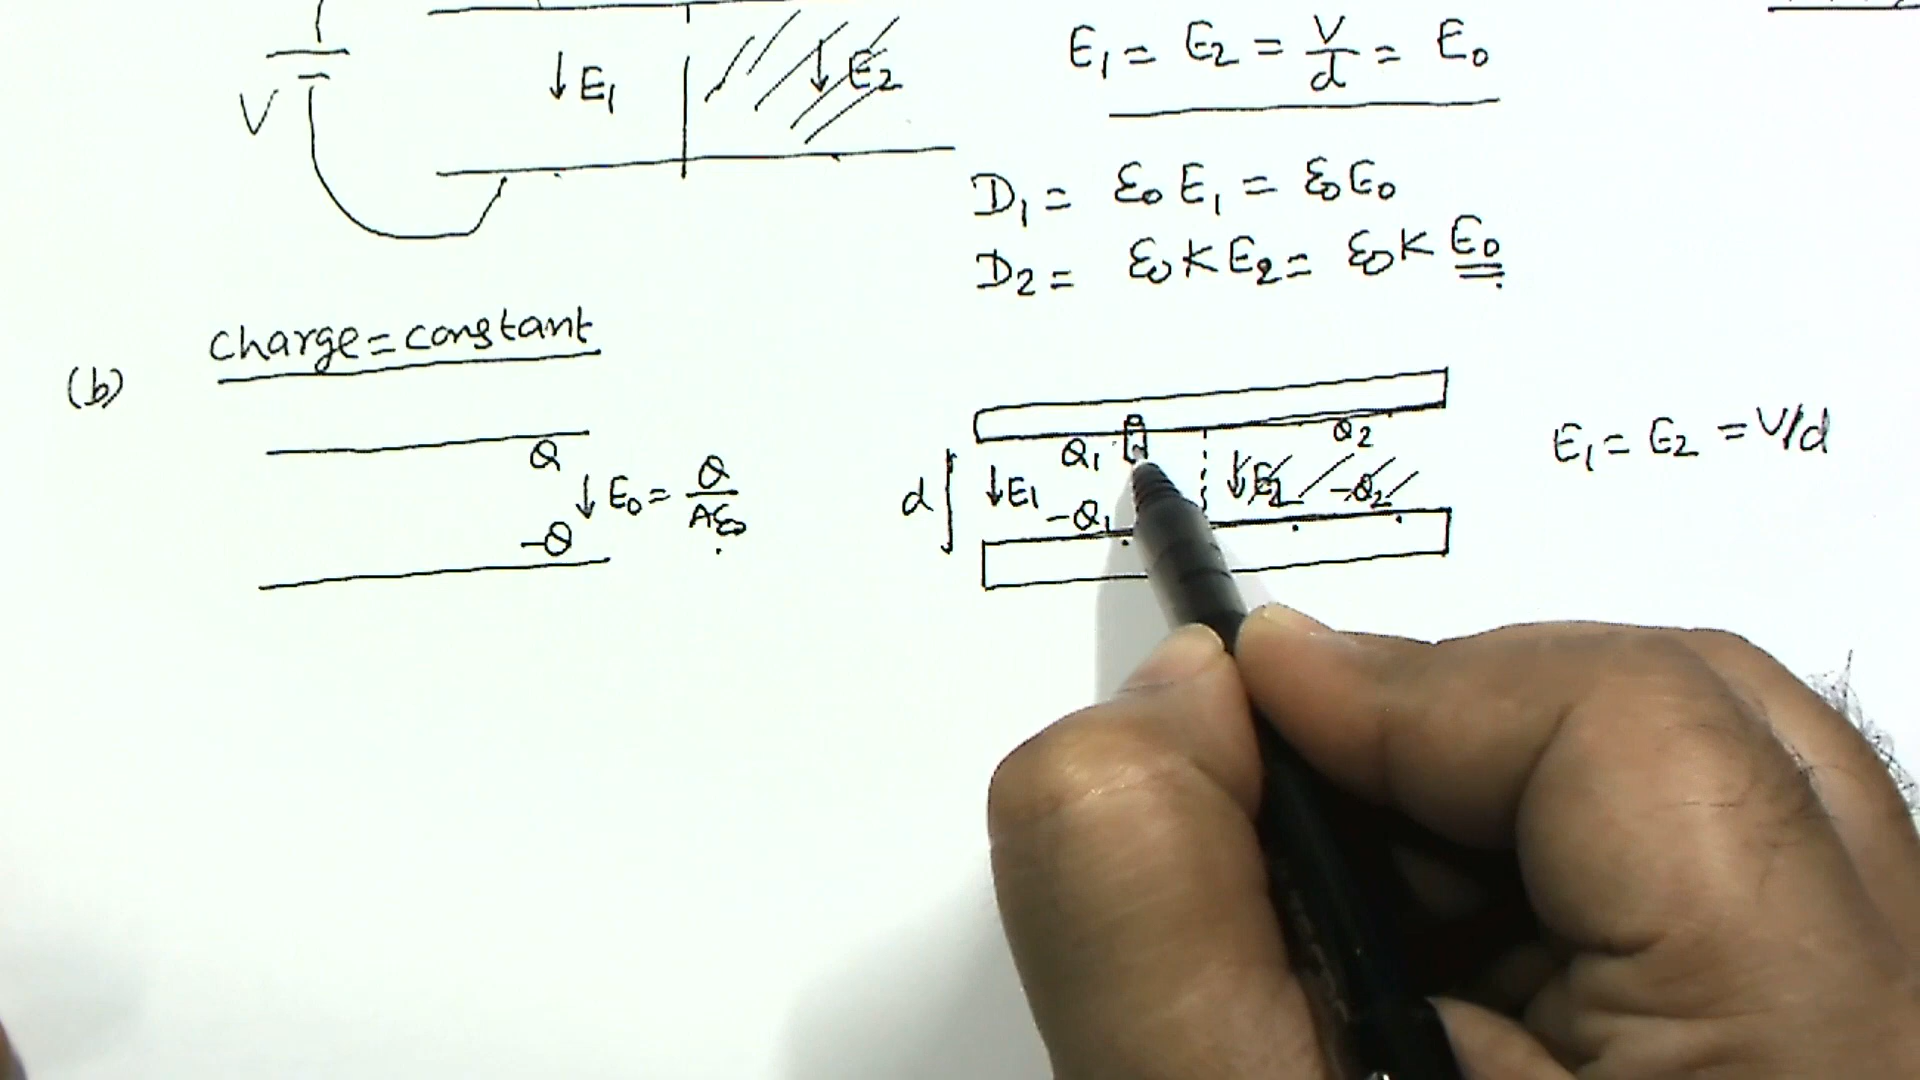 E₁ = E₂ = V/d = E₀
V
↓E₁
↓E₂
D₁ = ε₀E₁ = ε₀E₀
D₂ = ε₀KE₂ = ε₀KE₀
(b) charge = constant
Q
↓E₀ = Q/Aε₀
-Q
Q₁ Q₂
d ↓E₁ ↓E₂ -Q₂
-Q₁
E₁ = E₂ = V/d